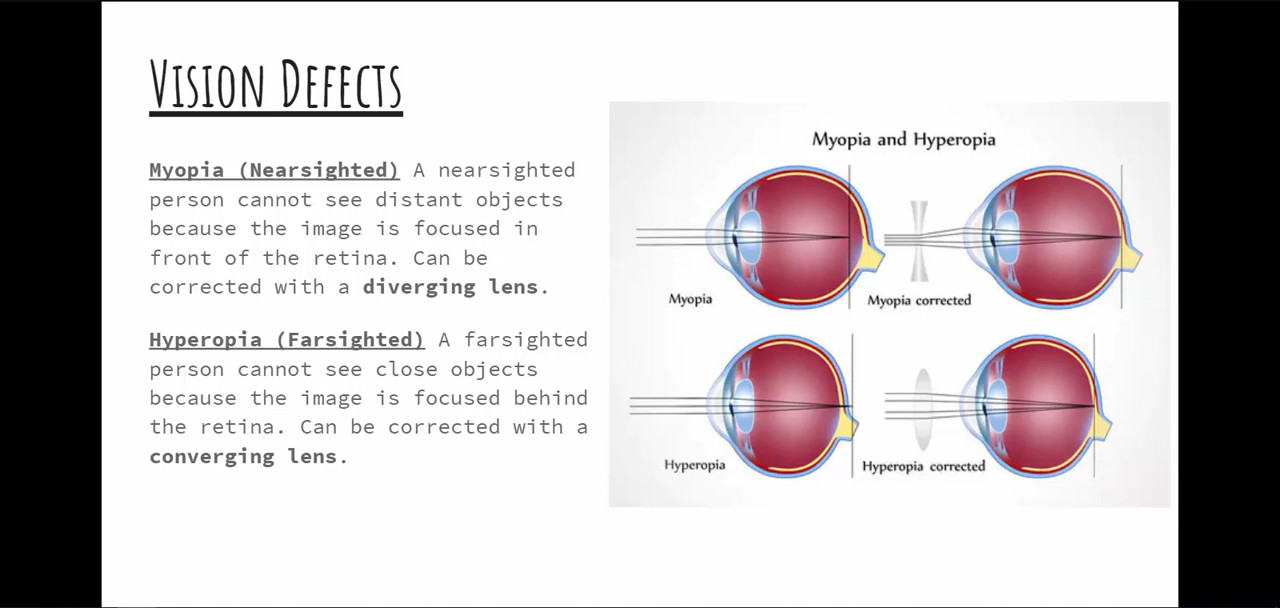 Vision Defects
Myopia (Nearsighted) A nearsighted
person cannot see distant objects
because the image is focused in
front of the retina. Can be
corrected with a diverging lens.
Hyperopia (Farsighted) A farsighted
person cannot see close objects
because the image is focused behind
the retina. Can be corrected with a
converging lens.
Myopia and Hyperopia
Myopia
Myopia corrected
Hyperopia
Hyperopia corrected